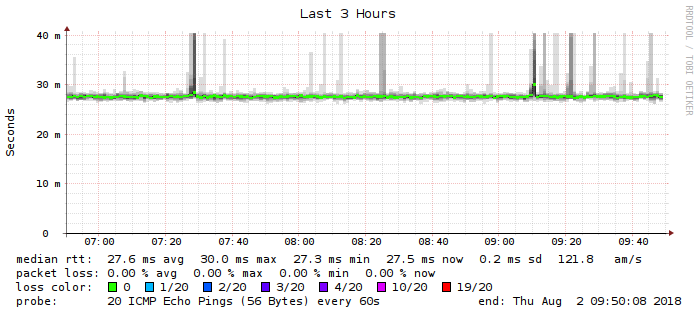 Last 3 Hours
RRDTOOL / TOBI OETIKER
Seconds
40 m
30 m
20 m
10 m
0
07:00 07:20 07:40 08:00 08:20 08:40 09:00 09:20 09:40
median rtt: 27.6 ms avg 30.0 ms max 27.3 ms min 27.5 ms now 0.2 ms sd 121.8 am/s
packet loss: 0.00 % avg 0.00 % max 0.00 % min 0.00 % now
loss color: 0 1/20 2/20 3/20 4/20 10/20 19/20
probe: 20 ICMP Echo Pings (56 Bytes) every 60s end: Thu Aug 2 09:50:08 2018